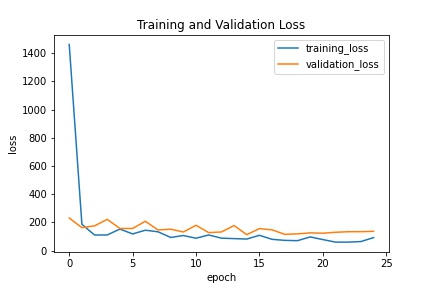 Training and Validation Loss
training_loss
validation_loss
1400
1200
1000
800
600
400
200
0
loss
0 5 10 15 20 25
epoch